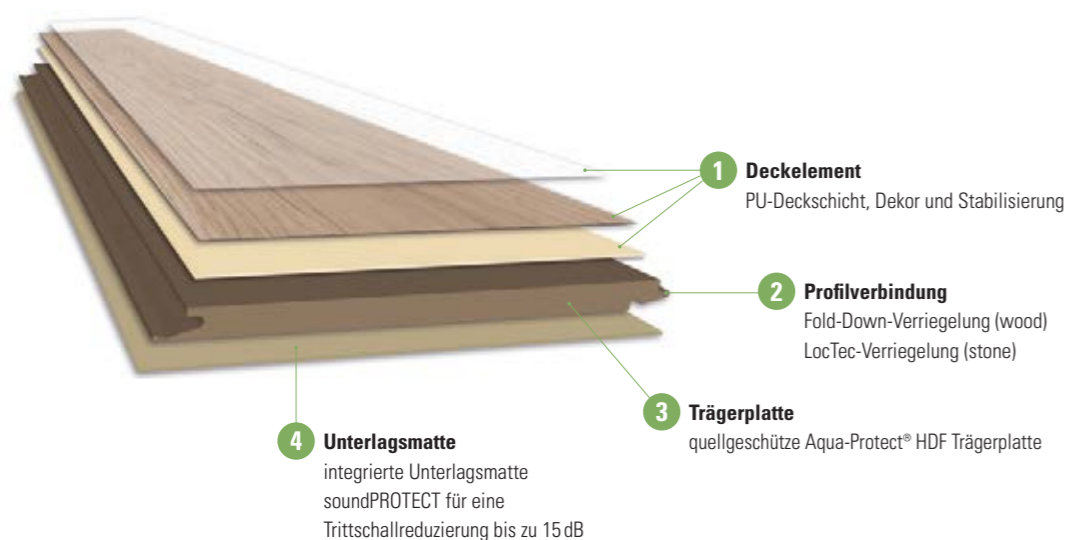 1 Deckelement
PU-Deckschicht, Dekor und Stabilisierung
2 Profilverbindung
Fold-Down-Verriegelung (wood)
LocTec-Verriegelung (stone)
3 Trägerplatte
quellgeschütze Aqua-Protect® HDF Trägerplatte
4 Unterlagsmatte
integrierte Unterlagsmatte
soundPROTECT für eine
Trittschallreduzierung bis zu 15 dB